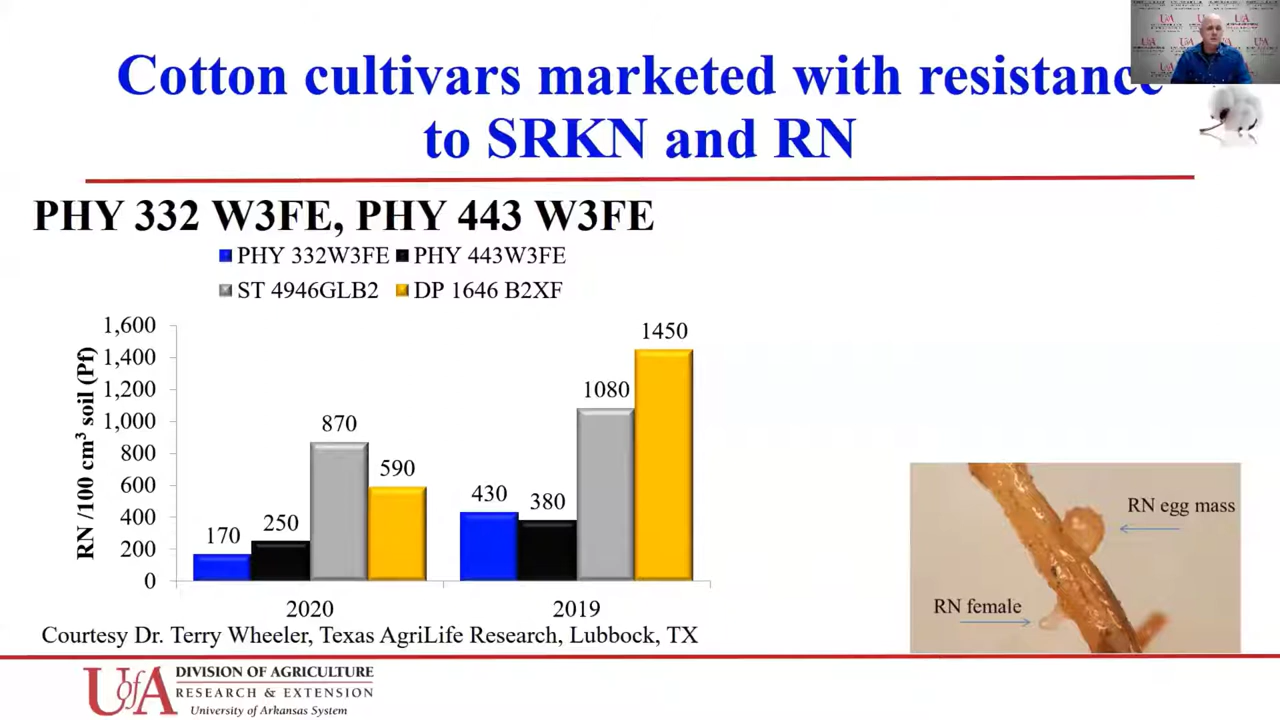 Cotton cultivars marketed with resistance
to SRKN and RN
PHY 332 W3FE, PHY 443 W3FE
PHY 332W3FE PHY 443W3FE
ST 4946GLB2 DP 1646 B2XF
RN /100 cm³ soil (Pf)
1,600
1,400
1,200
1,000
800
600
400
200
0
170
250
870
590
430
380
1080
1450
2020
2019
Courtesy Dr. Terry Wheeler, Texas AgriLife Research, Lubbock, TX
RN egg mass
RN female
UofA
DIVISION OF AGRICULTURE
RESEARCH & EXTENSION
University of Arkansas System